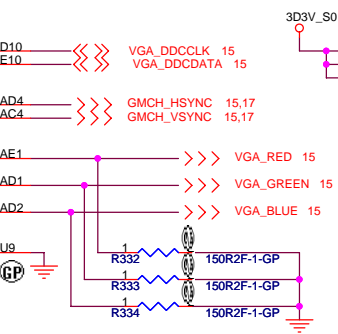 3D3V_S0
D10 VGA_DDCCLK 15
E10 VGA_DDCDATA 15
AD4 GMCH_HSYNC 15,17
AC4 GMCH_VSYNC 15,17
AE1 VGA_RED 15
AD1 VGA_GREEN 15
AD2 VGA_BLUE 15
U9
GP
1
R332 150R2F-1-GP
1
R333 150R2F-1-GP
1
R334 150R2F-1-GP